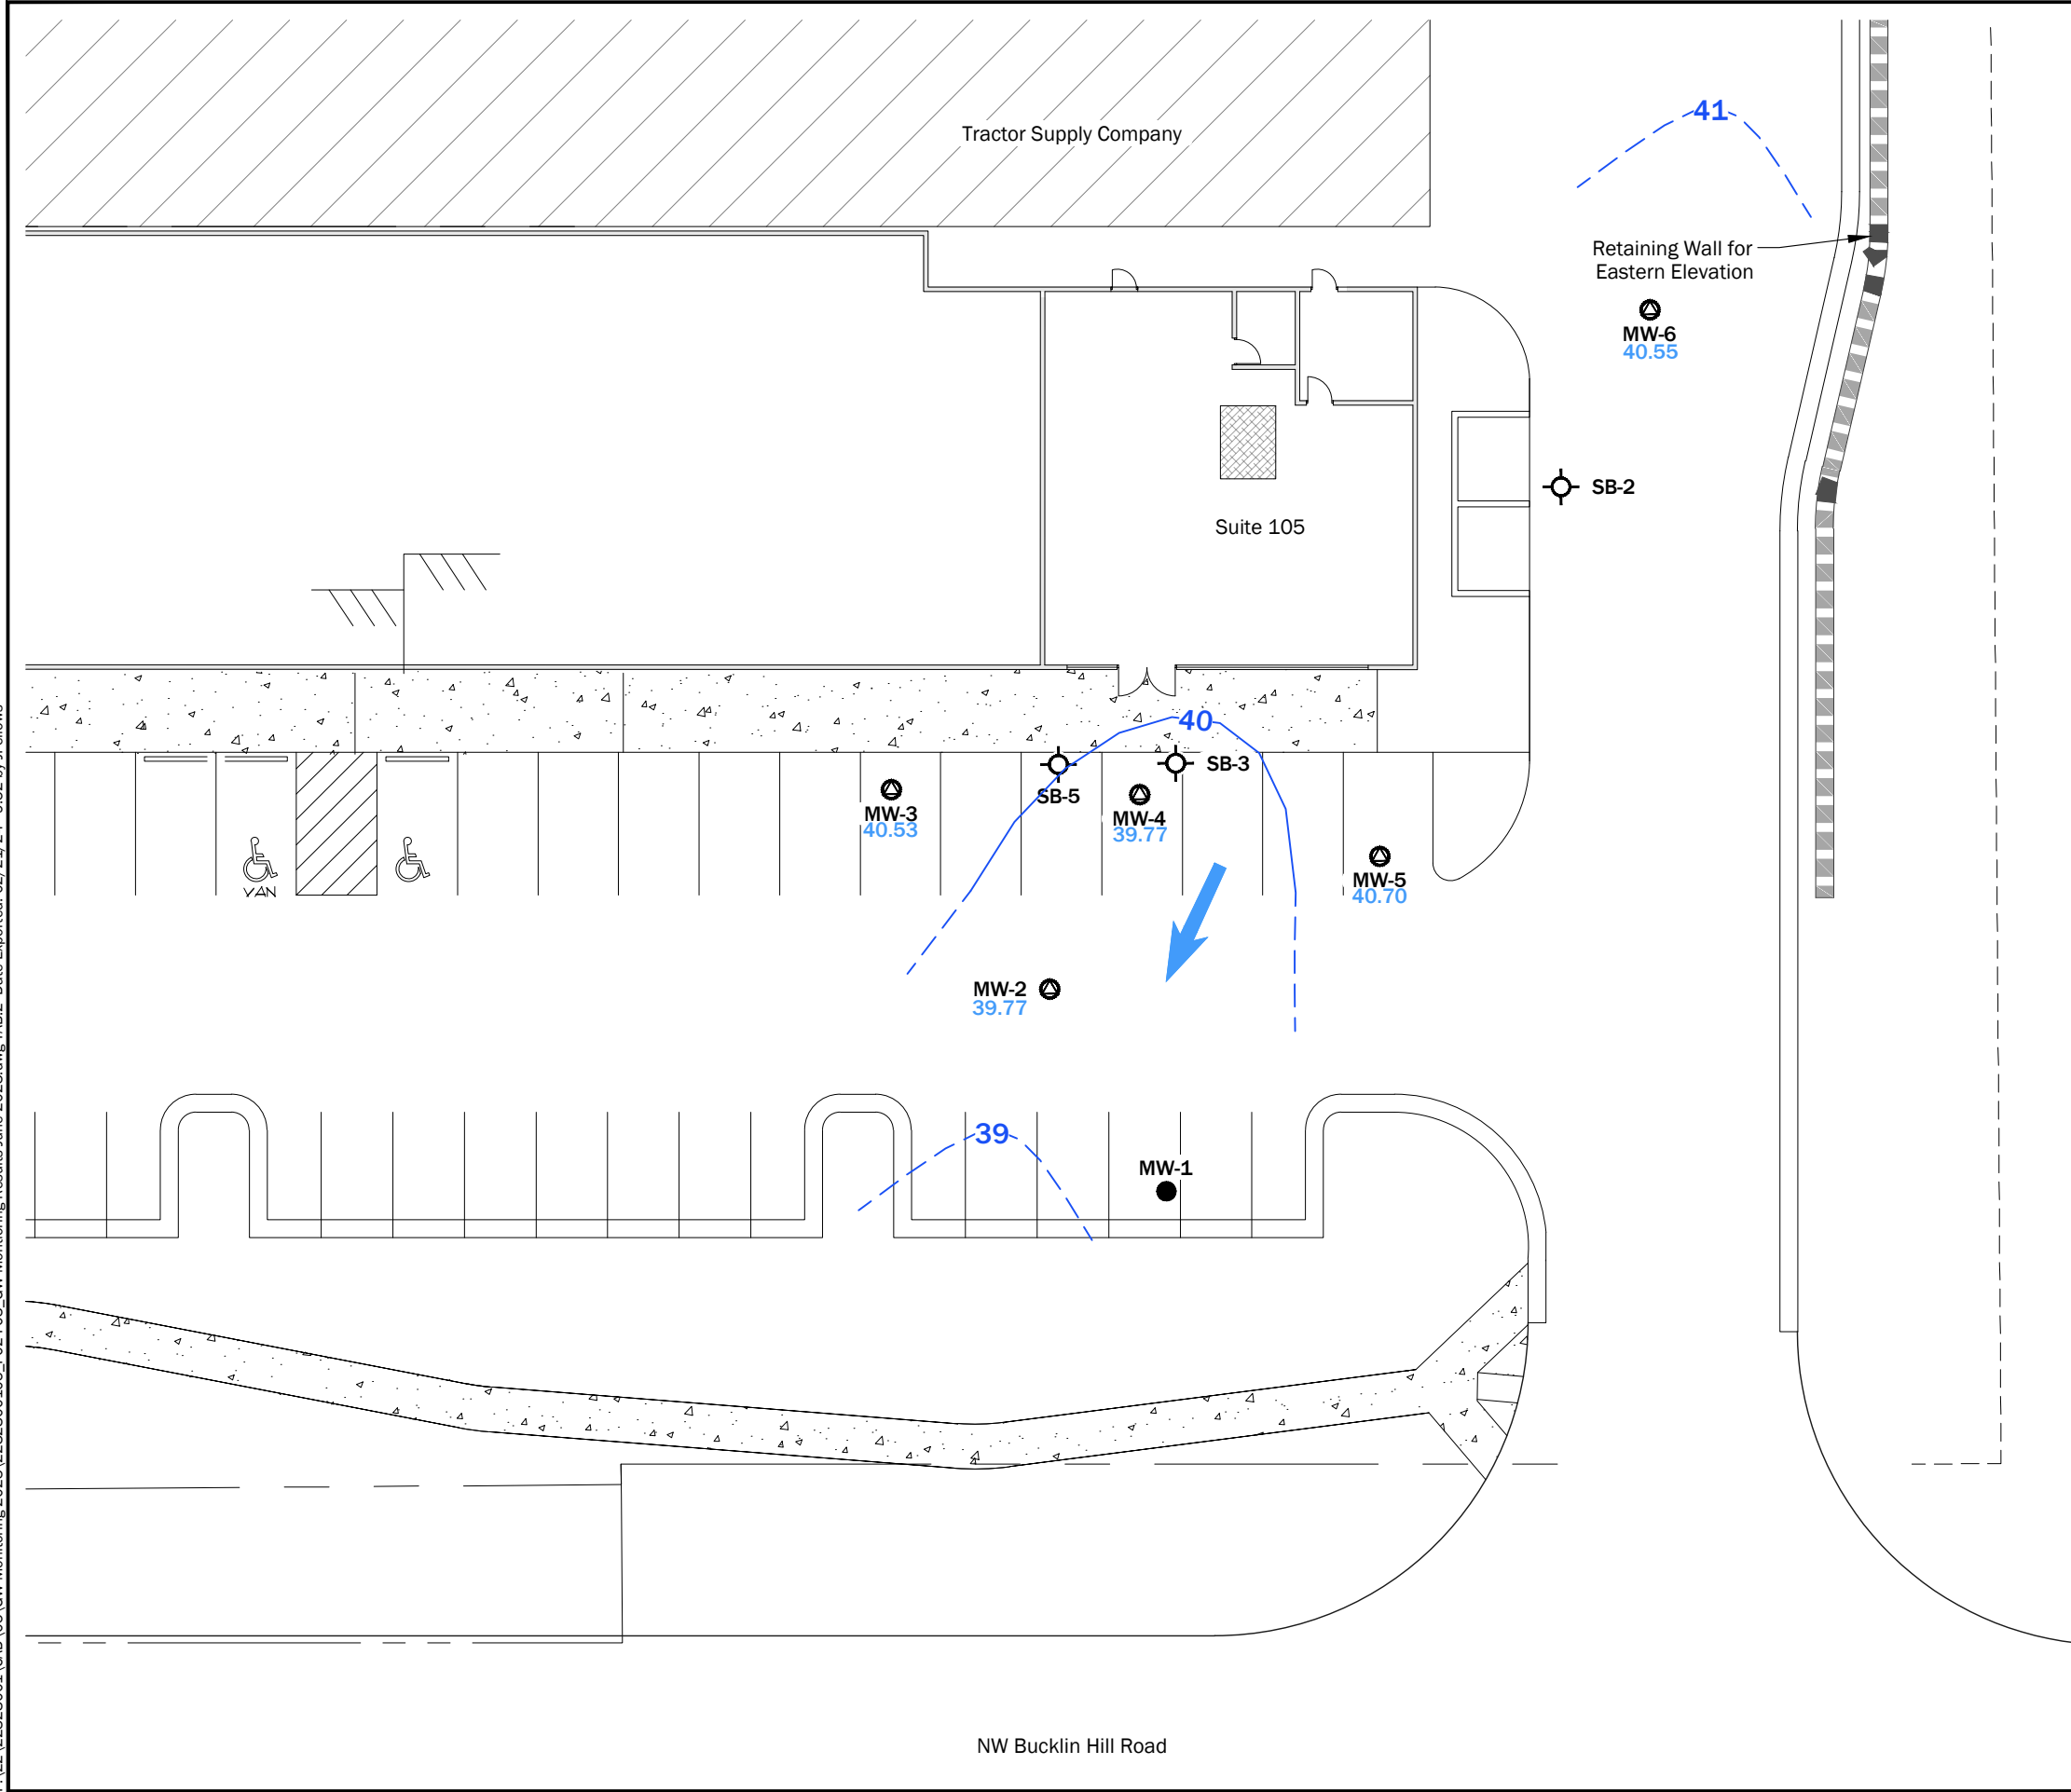 41
Tractor Supply Company
Retaining Wall for
Eastern Elevation
MW-6
40.55
SB-2
Suite 105
40
SB-3
SB-5
MW-3
40.53
MW-4
39.77
MW-5
40.70
VAN
MW-2
39.77
39
MW-1
NW Bucklin Hill Road